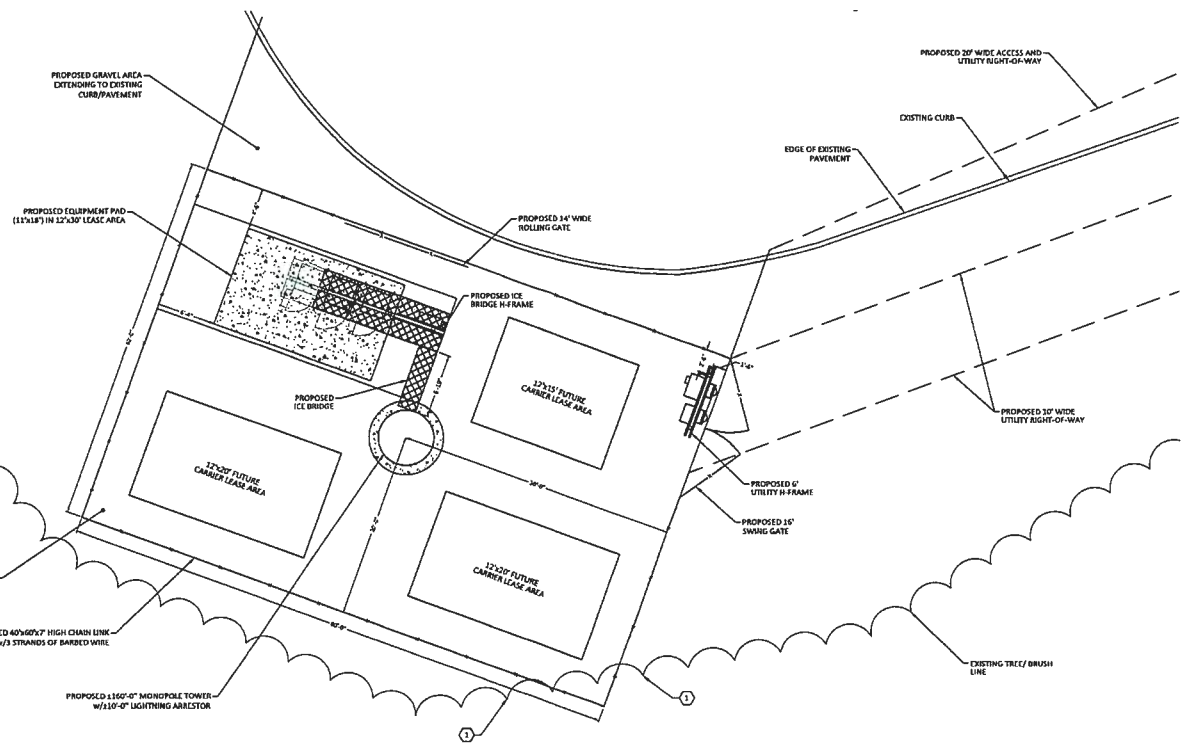 PROPOSED 20' WIDE ACCESS AND
UTILITY RIGHT-OF-WAY
PROPOSED GRAVEL AREA
EXTENDING TO EXISTING
CURB/PAVEMENT
EXISTING CURB
EDGE OF EXISTING
PAVEMENT
PROPOSED EQUIPMENT PAD
(11'x18') IN 12'x30' LEASE AREA
PROPOSED 14' WIDE
ROLLING GATE
PROPOSED ICE
BRIDGE H-FRAME
PROPOSED
ICE BRIDGE
12'x15' FUTURE
CARRIER LEASE AREA
PROPOSED 10' WIDE
UTILITY RIGHT-OF-WAY
12'x20' FUTURE
CARRIER LEASE AREA
PROPOSED 6'
UTILITY H-FRAME
PROPOSED 16'
SWING GATE
12'x20' FUTURE
CARRIER LEASE AREA
60'-0"
ED 40'x60'x7' HIGH CHAIN LINK
w/3 STRANDS OF BARBED WIRE
EXISTING TREE/ BRUSH
LINE
PROPOSED ±160'-0" MONOPOLE TOWER
w/±10'-0" LIGHTNING ARRESTOR
1
1